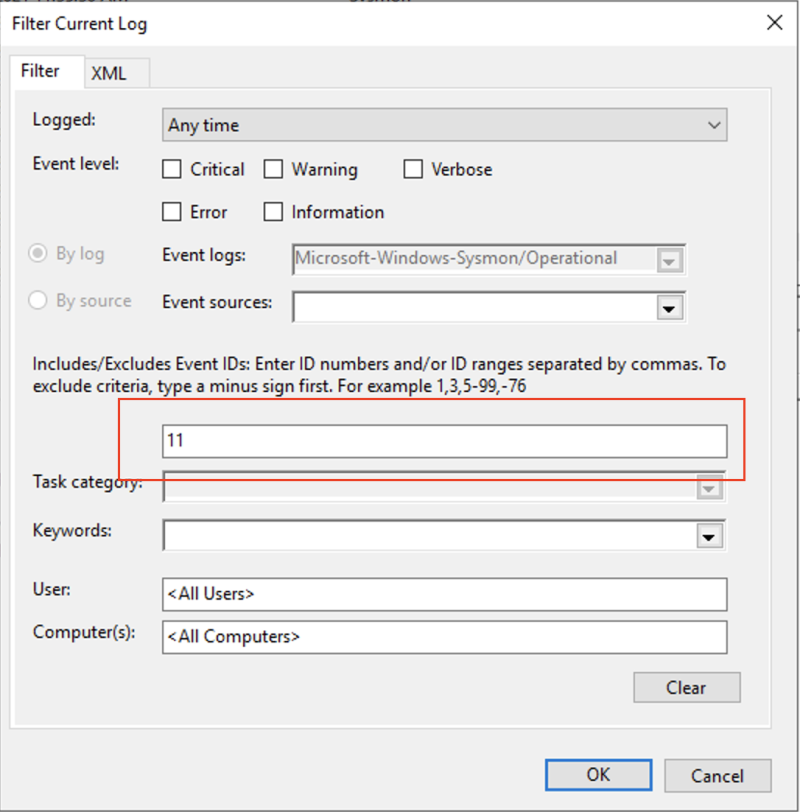 Filter Current Log
Filter XML
Logged: Any time
Event level: Critical Warning Verbose
Error Information
By log Event logs: Microsoft-Windows-Sysmon/Operational
By source Event sources:
Includes/Excludes Event IDs: Enter ID numbers and/or ID ranges separated by commas. To
exclude criteria, type a minus sign first. For example 1,3,5-99,-76
11
Task category:
Keywords:
User: <All Users>
Computer(s): <All Computers>
Clear
OK Cancel